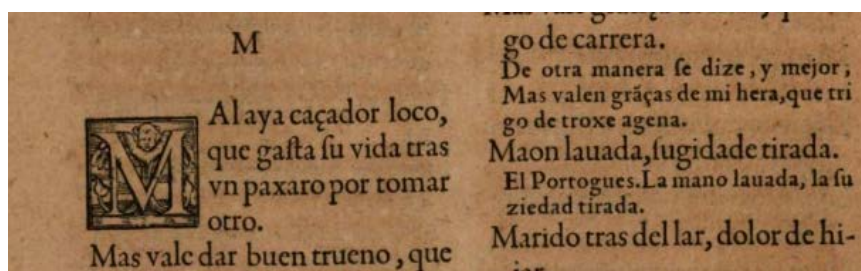 M
MAl aya caçador loco,
que gaſta ſu vida tras
vn paxaro por tomar
otro.
Mas vale dar buen trueno, que
go de carrera.
De otra manera ſe dize, y mejor,
Mas valen grãças de mi hera, que tri
go de troxe agena.
Maon lauada, ſugidade tirada.
El Portogues. La mano lauada, la ſu
ziedad tirada.
Marido tras del lar, dolor de hi-